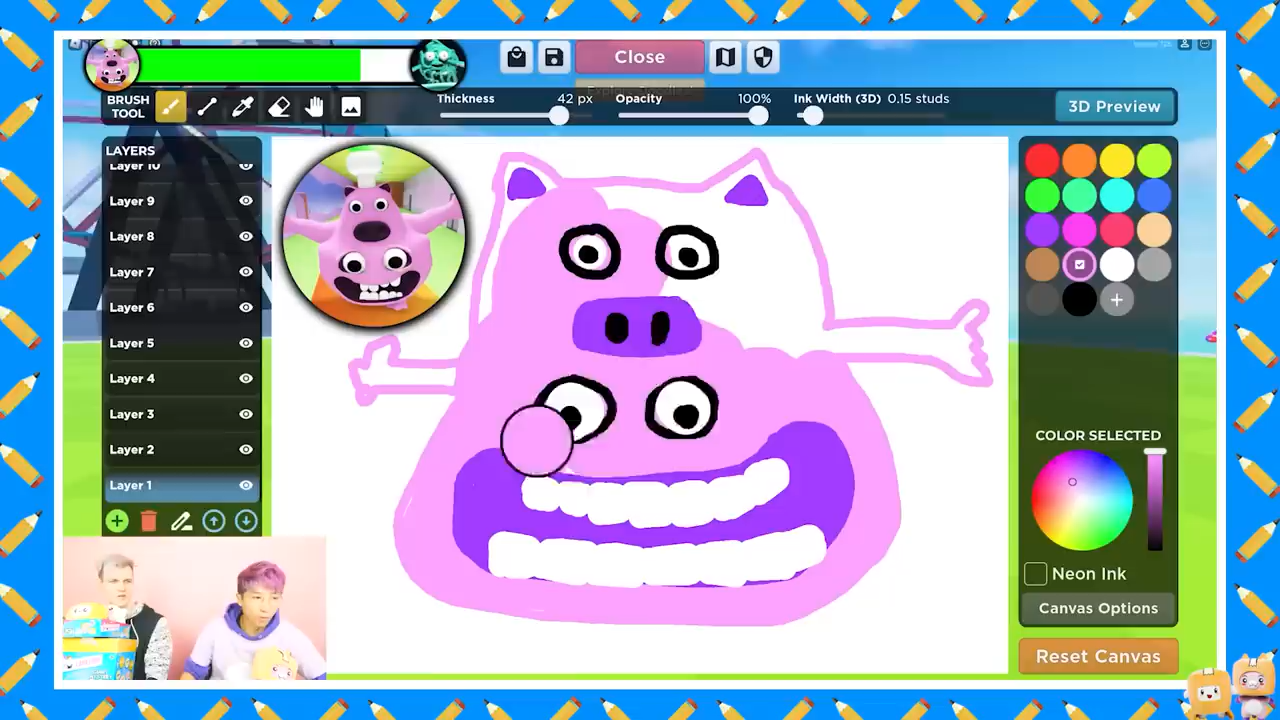 Close
BRUSH
TOOL
Thickness
42 px
Opacity
100%
Ink Width (3D)
0.15 studs
3D Preview
LAYERS
Layer 10
Layer 9
Layer 8
Layer 7
Layer 6
Layer 5
Layer 4
Layer 3
Layer 2
Layer 1
COLOR SELECTED
Neon Ink
Canvas Options
Reset Canvas